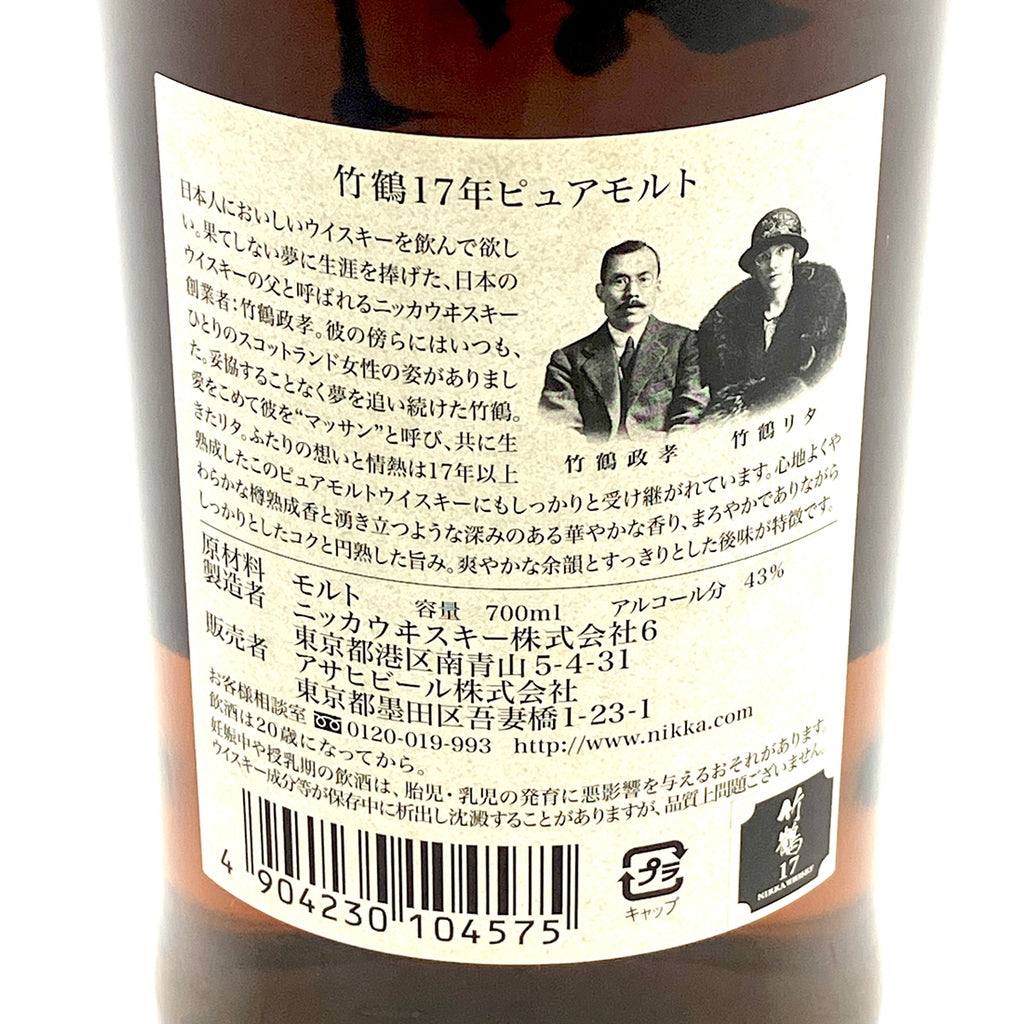 竹鶴17年ピュアモルト
日本人においしいウイスキーを飲んで欲し
い。果てしない夢に生涯を捧げた、日本の
ウイスキーの父と呼ばれるニッカウヰスキー
創業者:竹鶴政孝。彼の傍らにはいつも、
ひとりのスコットランド女性の姿がありまし
た。妥協することなく夢を追い続けた竹鶴。
愛をこめて彼を“マッサン”と呼び、共に生
きたリタ。ふたりの想いと情熱は17年以上
熟成したこのピュアモルトウイスキーにもしっかりと受け継がれています。心地よくや
わらかな樽熟成香と湧き立つような深みのある華やかな香り、まろやかでありながら
しっかりとしたコクと円熟した旨み。爽やかな余韻とすっきりとした後味が特徴です。
竹鶴政孝
竹鶴リタ
原材料 モルト 容量 700ml アルコール分 43%
製造者 ニッカウヰスキー株式会社6
東京都港区南青山5-4-31
販売者 アサヒビール株式会社
東京都墨田区吾妻橋1-23-1
お客様相談室 0120-019-993 http://www.nikka.com
飲酒は20歳になってから。
妊娠中や授乳期の飲酒は、胎児・乳児の発育に悪影響を与えるおそれがあります。
ウイスキー成分等が保存中に析出し沈澱することがありますが、品質上問題ございません。
4 904230 104575
プラ
キャップ
竹鶴
17
NIKKA WHISKY